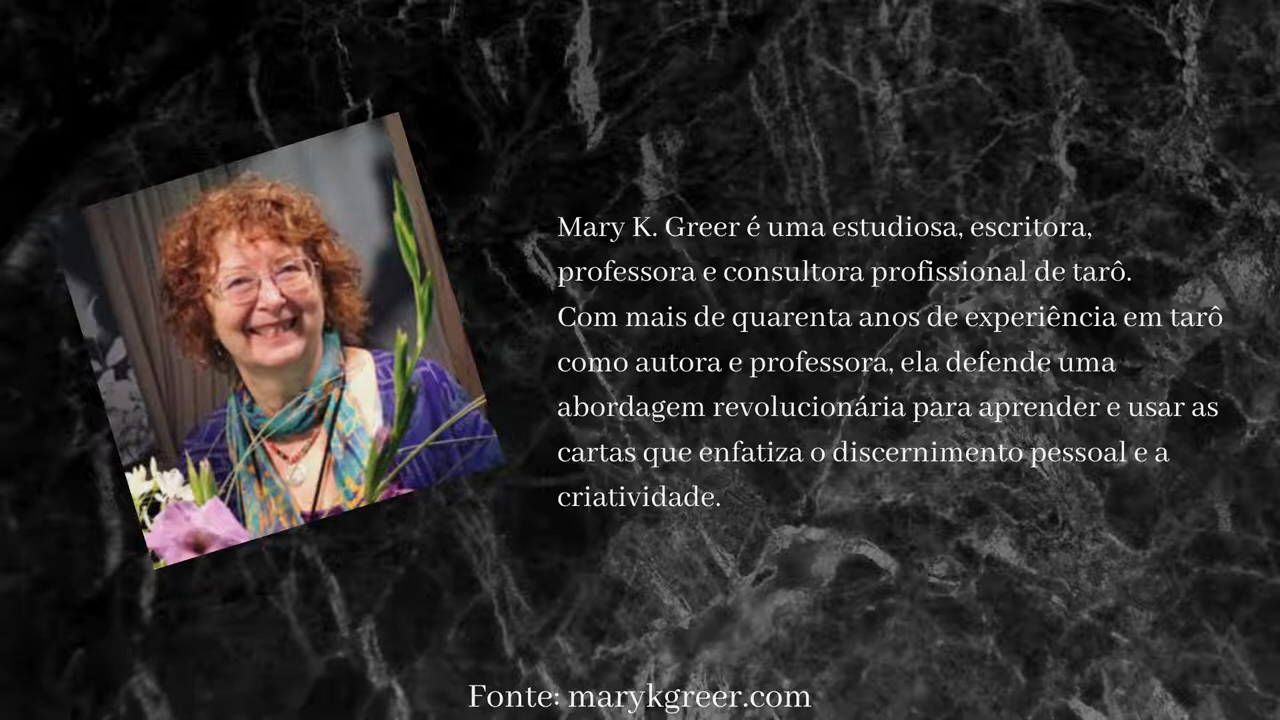 Mary K. Greer é uma estudiosa, escritora,
professora e consultora profissional de tarô.
Com mais de quarenta anos de experiência em tarô
como autora e professora, ela defende uma
abordagem revolucionária para aprender e usar as
cartas que enfatiza o discernimento pessoal e a
criatividade.
Fonte: marykgreer.com